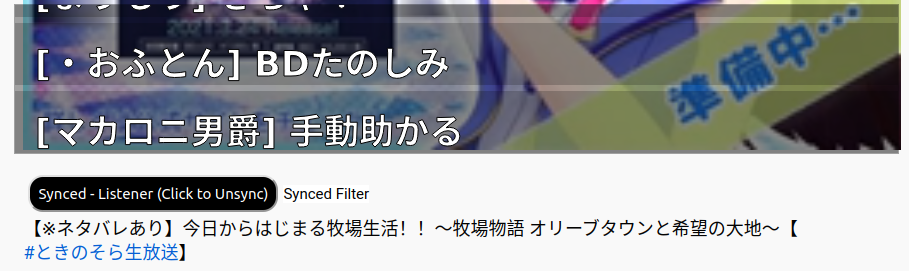 2021.3.20 Release!
[・おふとん] BDたのしみ
準備中…
[マカロニ男爵] 手動助かる
Synced - Listener (Click to Unsync) Synced Filter
【※ネタバレあり】今日からはじまる牧場生活！！ ～牧場物語 オリーブタウンと希望の大地～【
#ときのそら生放送】